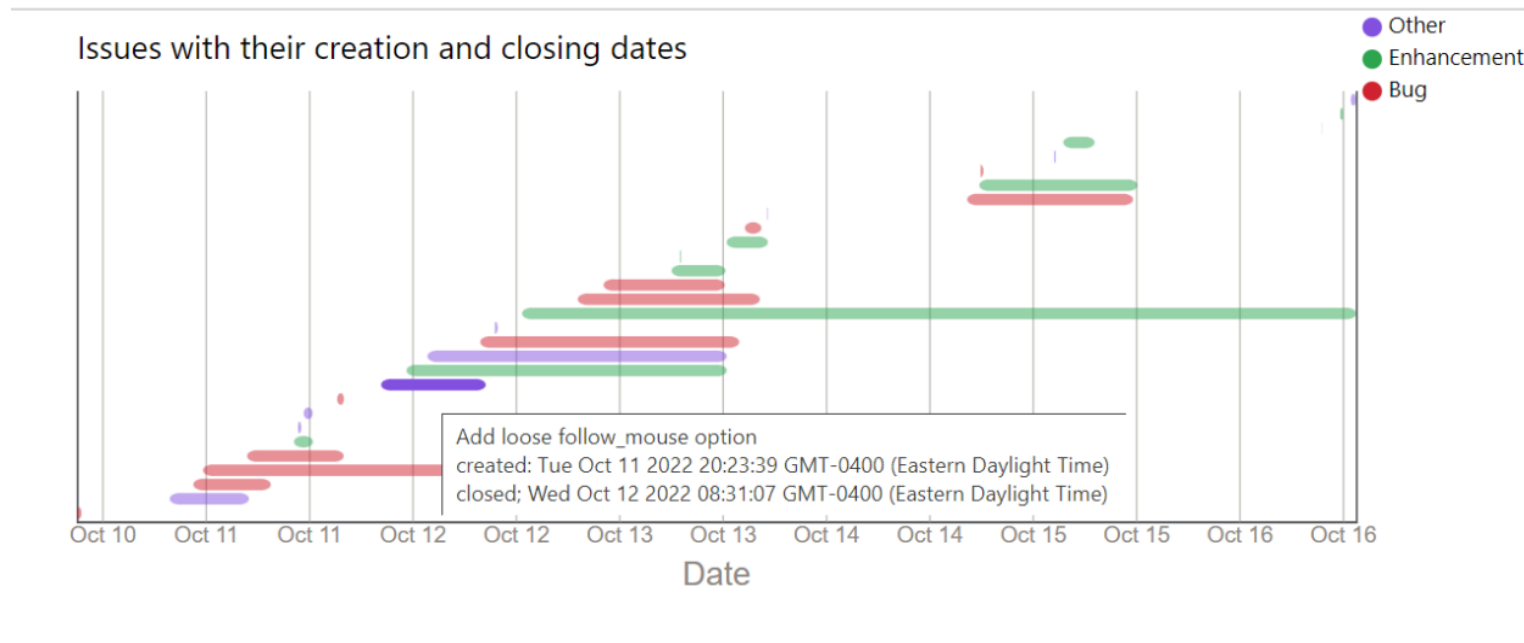 Issues with their creation and closing dates
Other
Enhancement
Bug
Add loose follow_mouse option
created: Tue Oct 11 2022 20:23:39 GMT-0400 (Eastern Daylight Time)
closed; Wed Oct 12 2022 08:31:07 GMT-0400 (Eastern Daylight Time)
Oct 10 Oct 11 Oct 11 Oct 12 Oct 12 Oct 13 Oct 13 Oct 14 Oct 14 Oct 15 Oct 15 Oct 16 Oct 16
Date